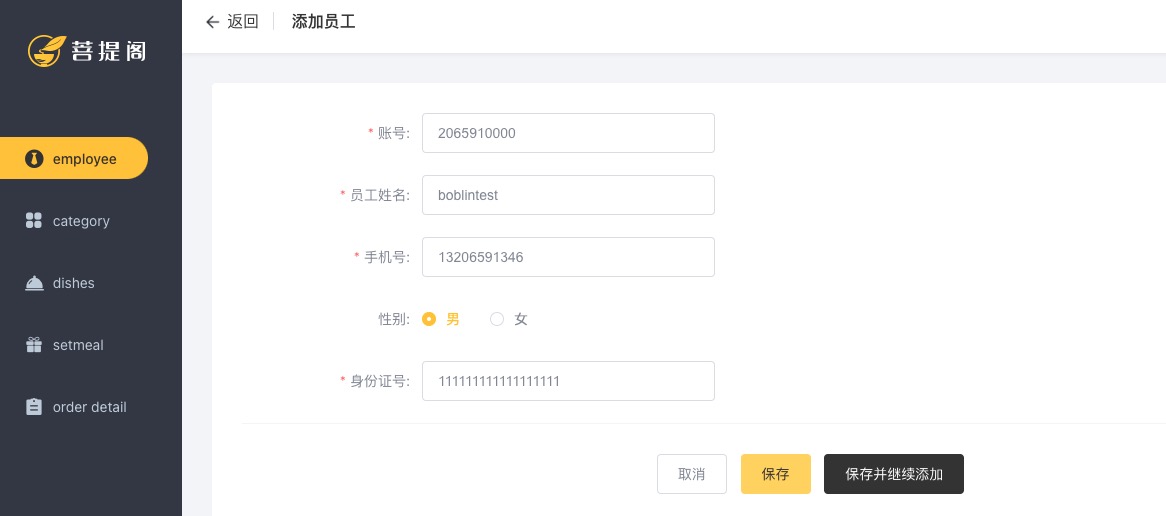 菩提阁
employee
category
dishes
setmeal
order detail
返回 添加员工
* 账号: 2065910000
* 员工姓名: boblintest
* 手机号: 13206591346
性别: 男 女
* 身份证号: 111111111111111111
取消 保存 保存并继续添加